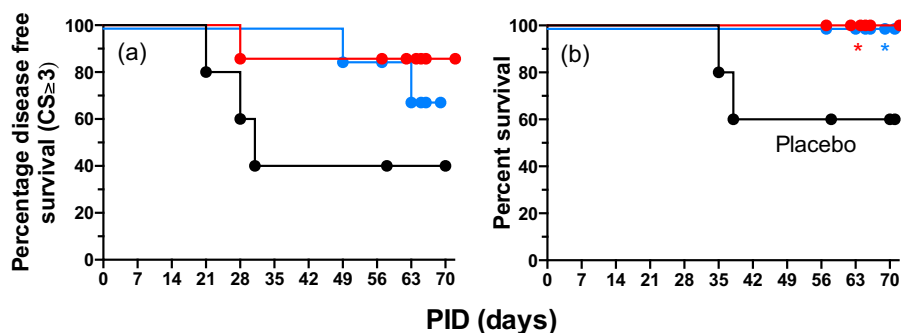 Percentage disease free
survival (CS≥3)
(a)
100
80
60
40
20
0
0 7 14 21 28 35 42 49 56 63 70
Percent survival
(b)
100
80
60
40
20
0
* *
Placebo
0 7 14 21 28 35 42 49 56 63 70
PID (days)